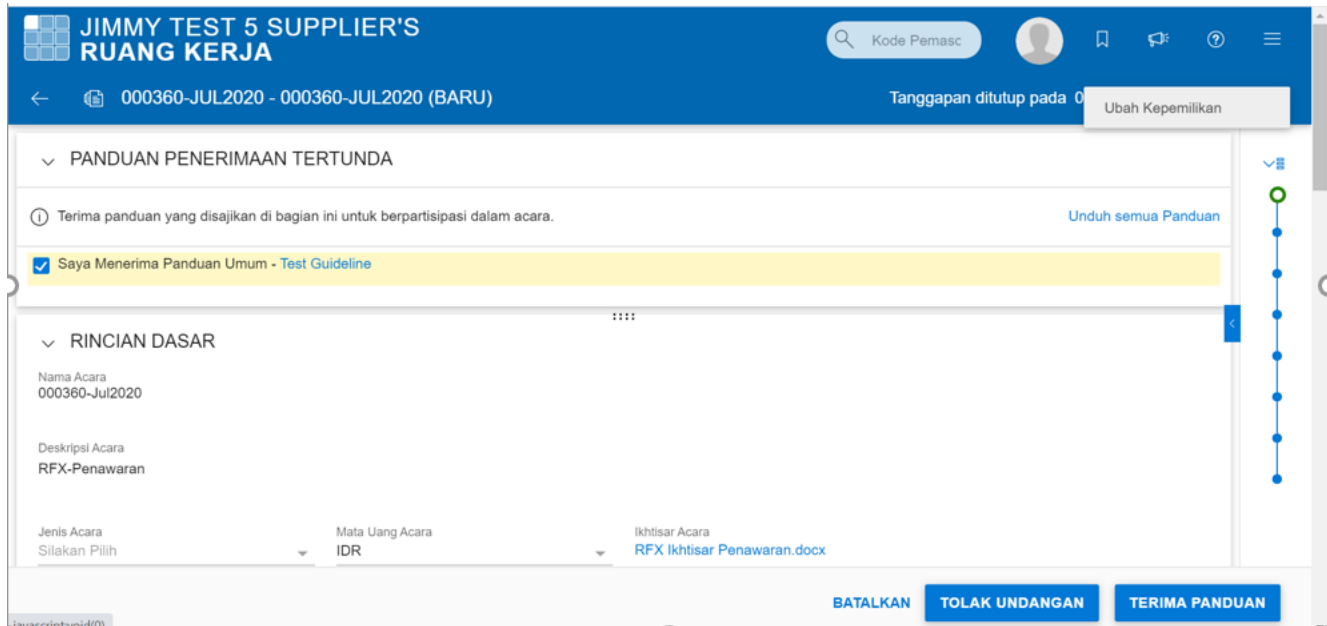 JIMMY TEST 5 SUPPLIER'S
RUANG KERJA
Kode Pemasc
000360-JUL2020 - 000360-JUL2020 (BARU)
Tanggapan ditutup pada 0
Ubah Kepemilikan
PANDUAN PENERIMAAN TERTUNDA
Terima panduan yang disajikan di bagian ini untuk berpartisipasi dalam acara.
Unduh semua Panduan
Saya Menerima Panduan Umum - Test Guideline
RINCIAN DASAR
Nama Acara
000360-Jul2020
Deskripsi Acara
RFX-Penawaran
Jenis Acara
Silakan Pilih
Mata Uang Acara
IDR
Ikhtisar Acara
RFX Ikhtisar Penawaran.docx
BATALKAN
TOLAK UNDANGAN
TERIMA PANDUAN